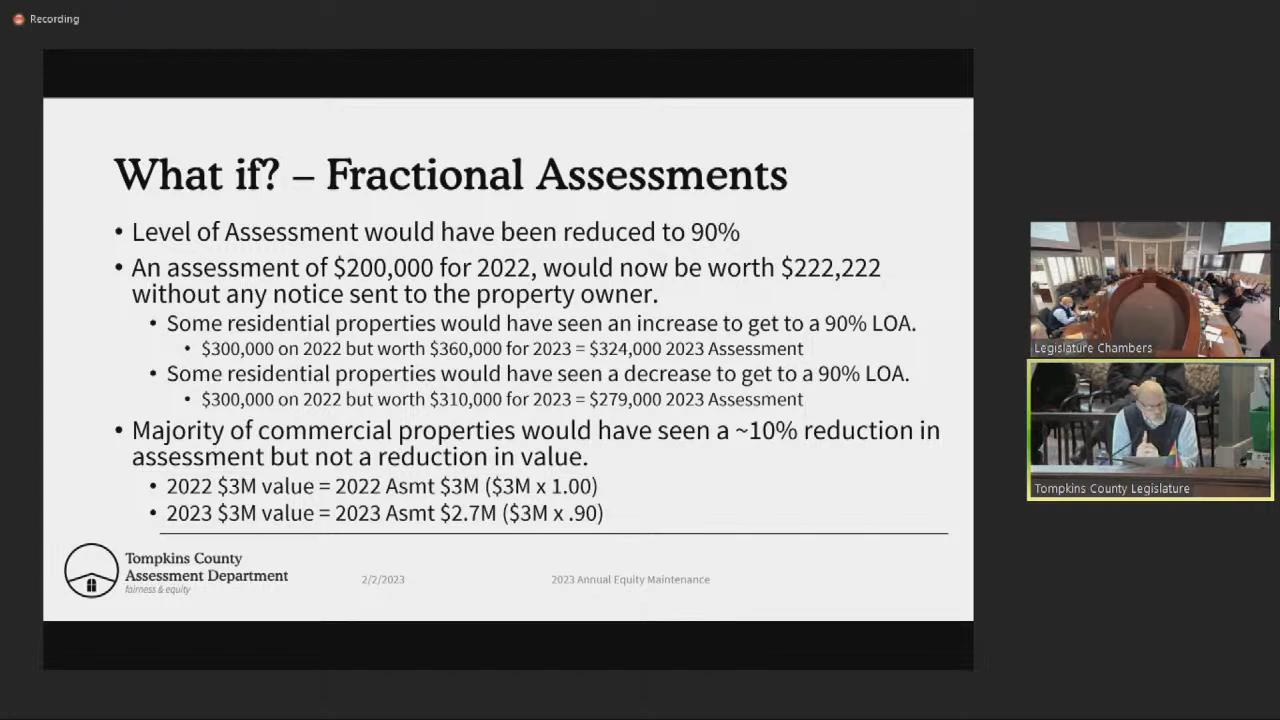 Recording
What if? – Fractional Assessments
• Level of Assessment would have been reduced to 90%
• An assessment of $200,000 for 2022, would now be worth $222,222
without any notice sent to the property owner.
• Some residential properties would have seen an increase to get to a 90% LOA.
• $300,000 on 2022 but worth $360,000 for 2023 = $324,000 2023 Assessment
• Some residential properties would have seen a decrease to get to a 90% LOA.
• $300,000 on 2022 but worth $310,000 for 2023 = $279,000 2023 Assessment
• Majority of commercial properties would have seen a ~10% reduction in
assessment but not a reduction in value.
• 2022 $3M value = 2022 Asmt $3M ($3M x 1.00)
• 2023 $3M value = 2023 Asmt $2.7M ($3M x .90)
Tompkins County
Assessment Department
fairness & equity
2/2/2023
2023 Annual Equity Maintenance
Legislature Chambers
Tompkins County Legislature